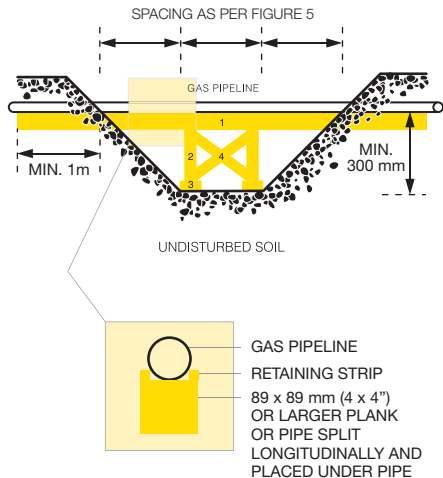 SPACING AS PER FIGURE 5
GAS PIPELINE
1
2
4
3
MIN. 1m
MIN.
300 mm
UNDISTURBED SOIL
GAS PIPELINE
RETAINING STRIP
89 x 89 mm (4 x 4”)
OR LARGER PLANK
OR PIPE SPLIT
LONGITUDINALLY AND
PLACED UNDER PIPE